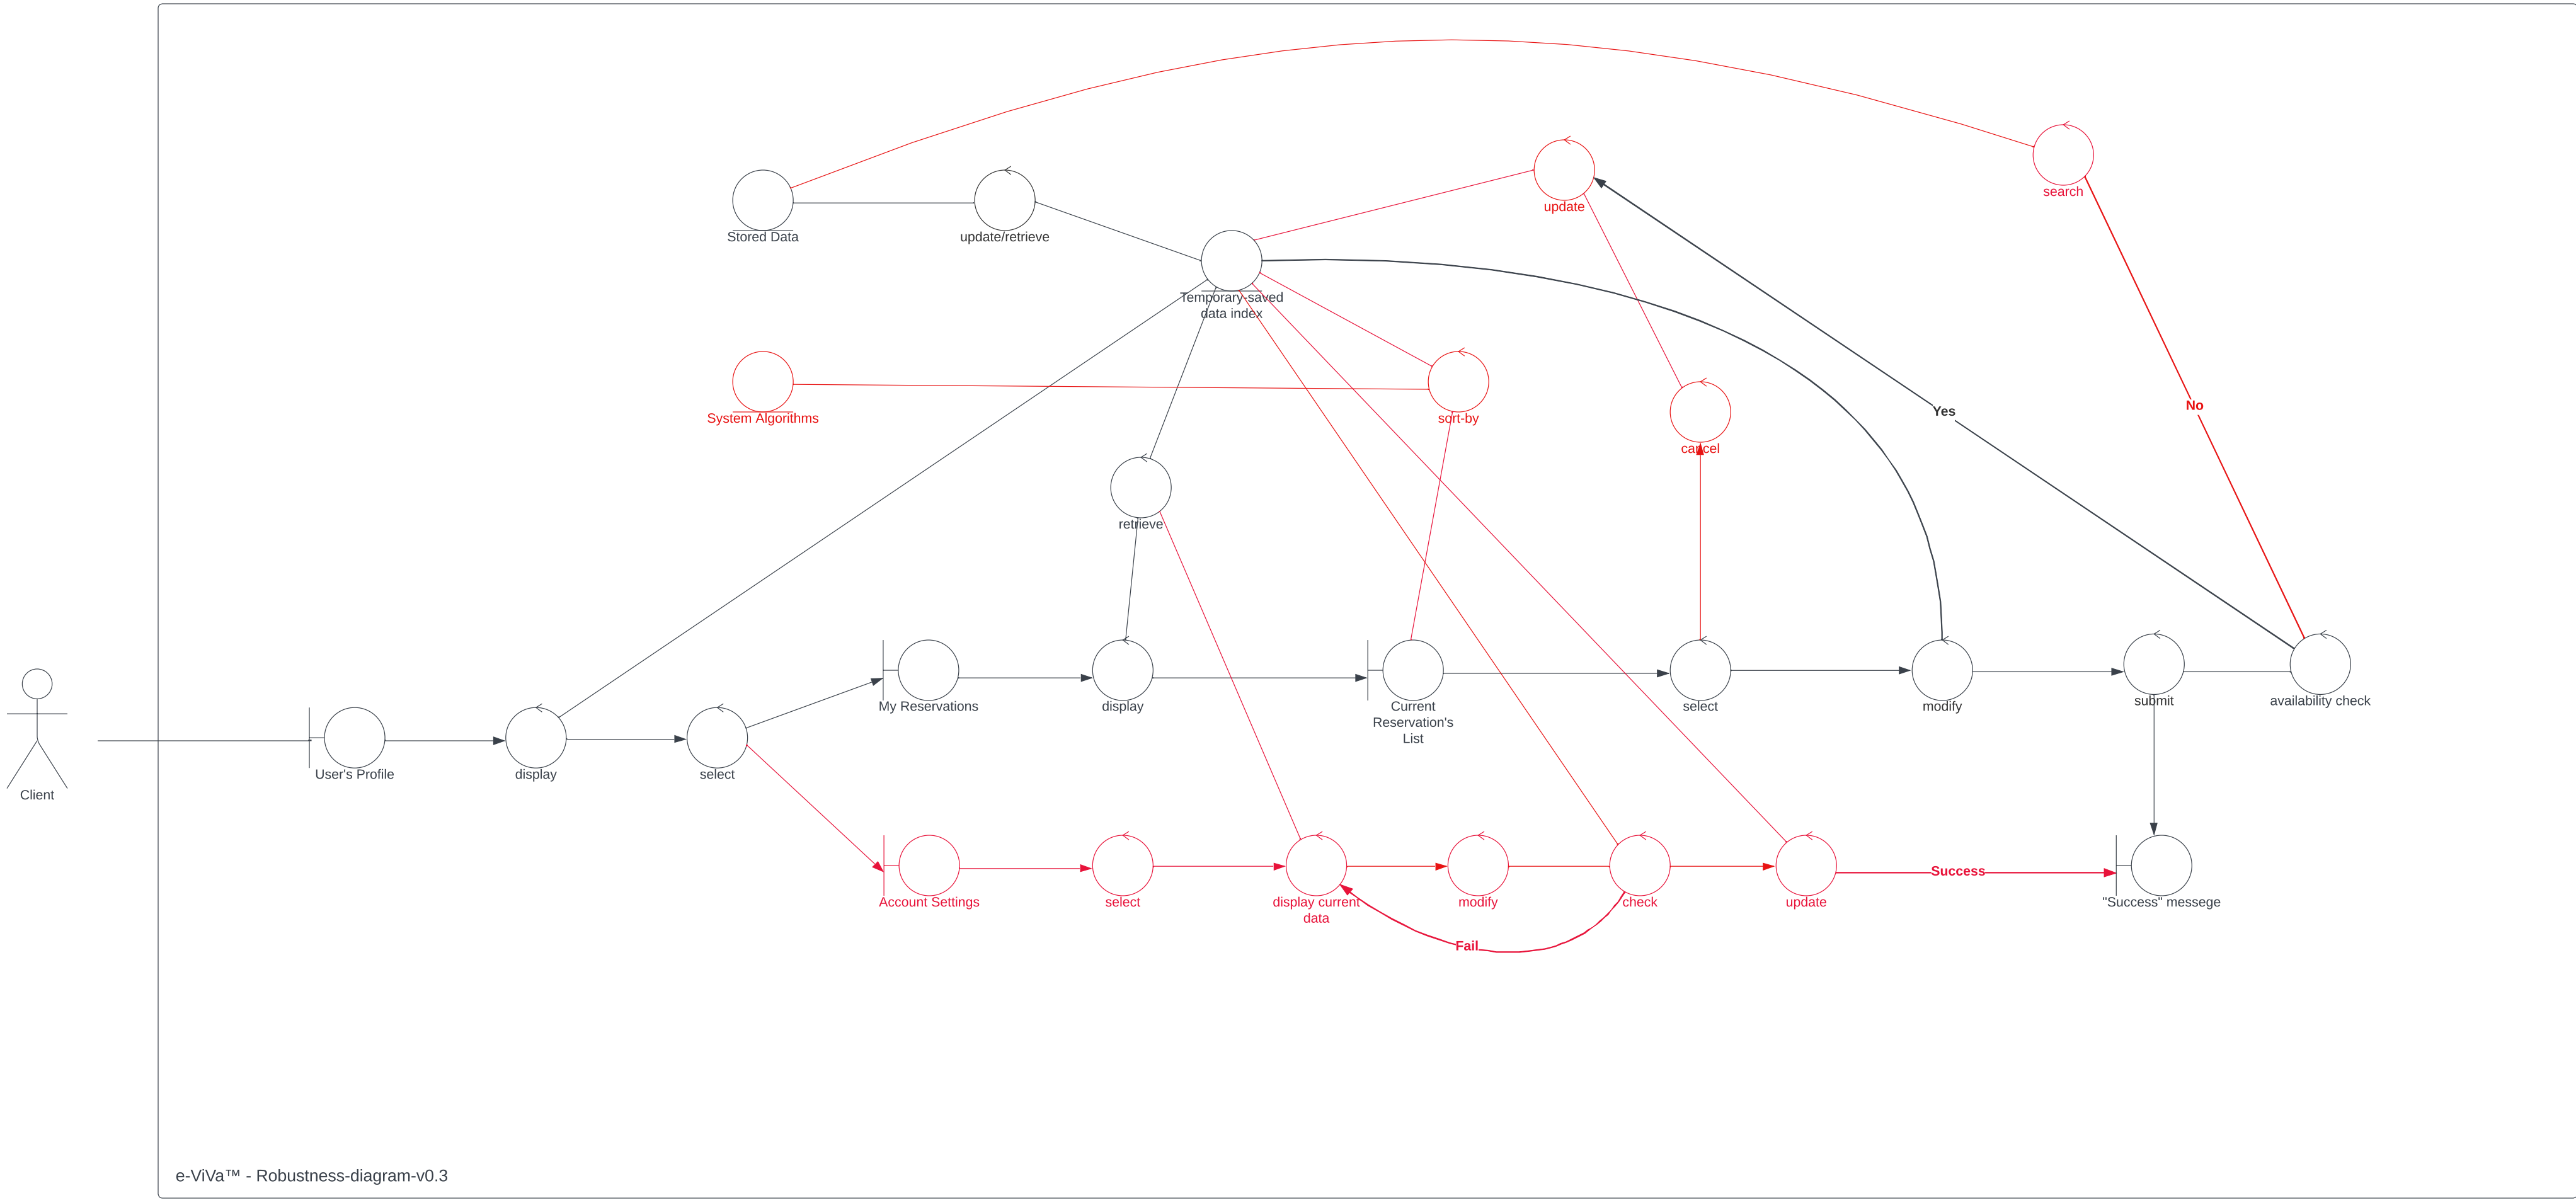 search
update
Stored Data
update/retrieve
Temporary-saved
data index
System Algorithms
sort-by
No
Yes
cancel
retrieve
My Reservations
display
Current
Reservation's
List
select
modify
submit
availability check
Client
User's Profile
display
select
Account Settings
select
display current
data
modify
check
update
Success
"Success" messege
Fail
e-ViVa™ - Robustness-diagram-v0.3